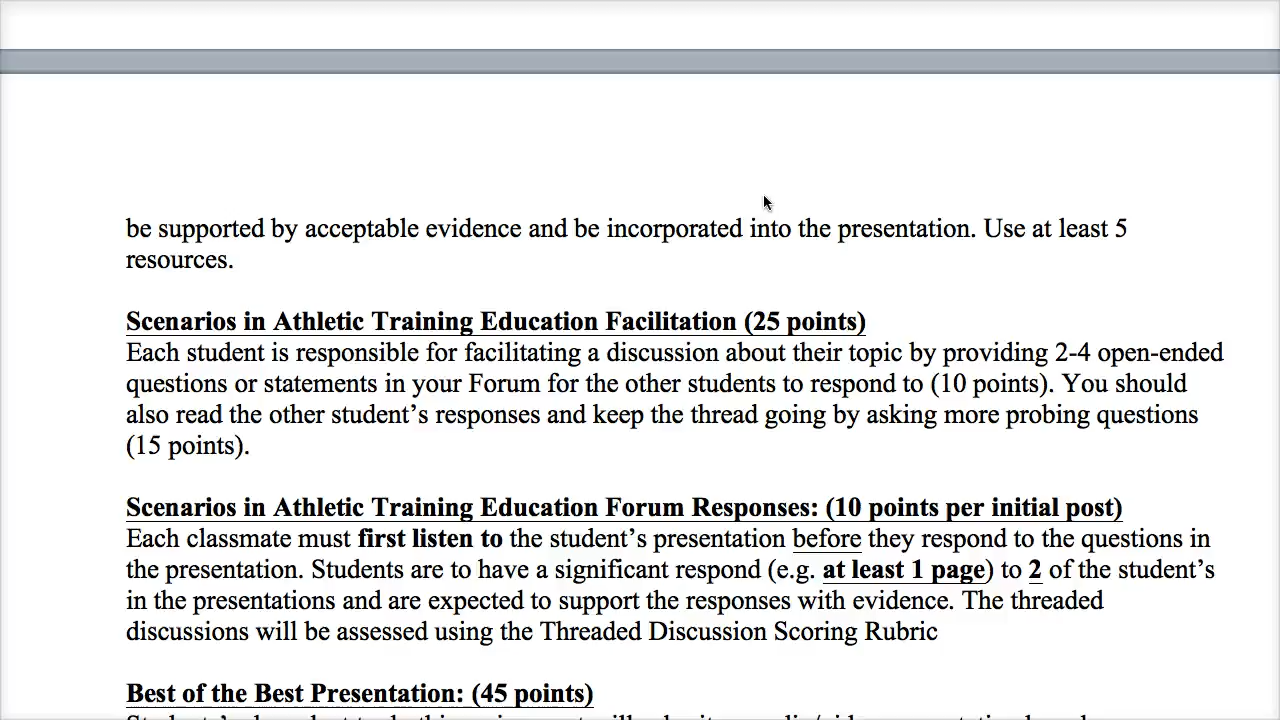 be supported by acceptable evidence and be incorporated into the presentation. Use at least 5
resources.
Scenarios in Athletic Training Education Facilitation (25 points)
Each student is responsible for facilitating a discussion about their topic by providing 2-4 open-ended
questions or statements in your Forum for the other students to respond to (10 points). You should
also read the other student’s responses and keep the thread going by asking more probing questions
(15 points).
Scenarios in Athletic Training Education Forum Responses: (10 points per initial post)
Each classmate must first listen to the student’s presentation before they respond to the questions in
the presentation. Students are to have a significant respond (e.g. at least 1 page) to 2 of the student’s
in the presentations and are expected to support the responses with evidence. The threaded
discussions will be assessed using the Threaded Discussion Scoring Rubric
Best of the Best Presentation: (45 points)